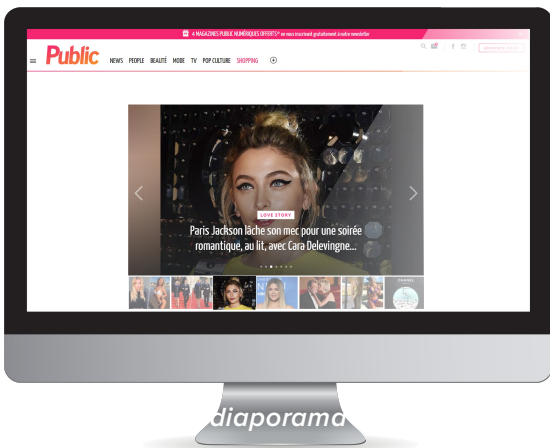 4 MAGAZINES PUBLIC NUMÉRIQUES OFFERTS* en vous inscrivant gratuitement à notre newsletter
Public
NEWS PEOPLE BEAUTÉ MODE TV POP CULTURE SHOPPING
LOVE STORY
Paris Jackson lâche son mec pour une soirée
romantique, au lit, avec Cara Delevingne...
CHANEL
diaporama